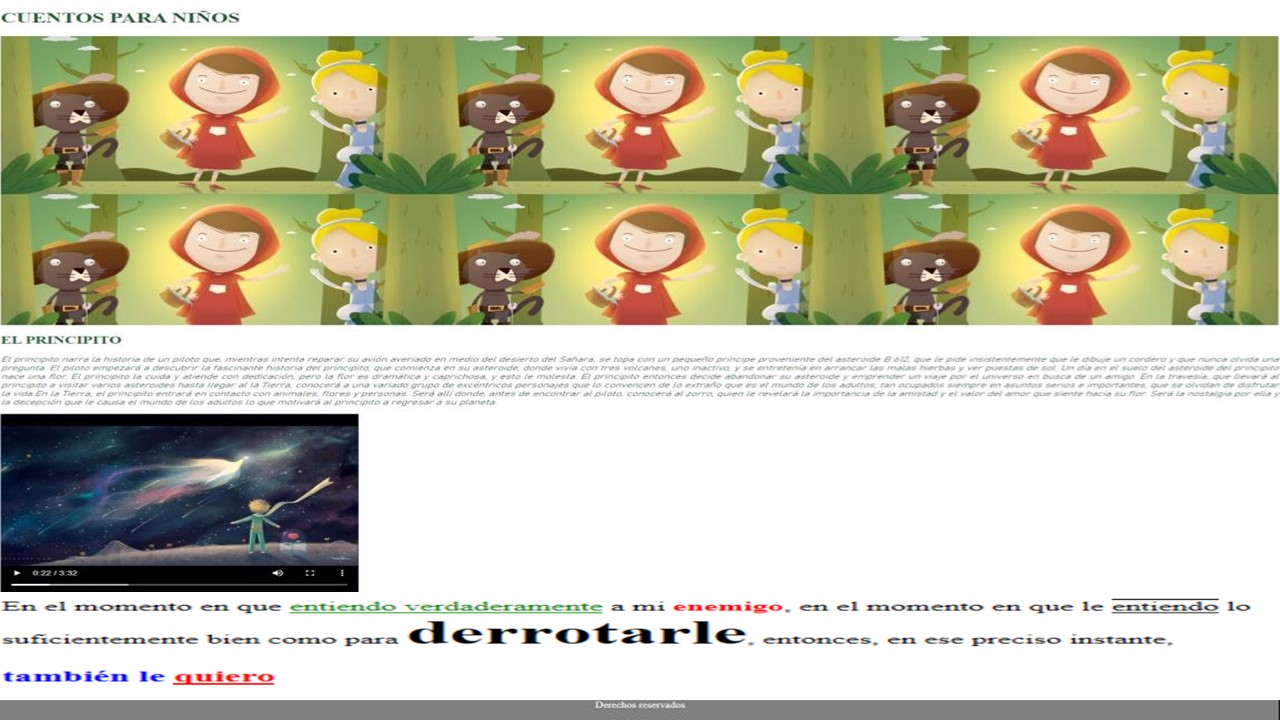 CUENTOS PARA NIÑOS
EL PRINCIPITO
El principito narra la historia de un piloto que, mientras intenta reparar su avión averiado en medio del desierto del Sahara, se topa con un pequeño príncipe proveniente del asteroide B 612, que le pide insistentemente que le dibuje un cordero y que nunca olvida una
pregunta. El piloto empezará a descubrir la fascinante historia del principito, que comienza en su asteroide, donde vivía con tres volcanes, uno inactivo, y se entretenía en arrancar las malas hierbas y ver puestas de sol. Un día en el suelo del asteroide del principito
nace una flor. El principito la cuida y atiende con dedicación, pero la flor es dramática y caprichosa, y esto le molesta. El principito entonces decide abandonar su asteroide y emprender un viaje por el universo en busca de un amigo. En la travesía, que llevará al
principito a visitar varios asteroides hasta llegar al la Tierra, conocerá a una variado grupo de excéntricos personajes que lo convencen de lo extraño que es el mundo de los adultos, tan ocupados siempre en asuntos serios e importantes, que se olvidan de disfrutar
la vida.En la Tierra, el principito entrará en contacto con animales, flores y personas. Será allí donde, antes de encontrar al piloto, conocerá al zorro, quien le revelará la importancia de la amistad y el valor del amor que siente hacia su flor. Será la nostalgia por ella y
la decepción que le causa el mundo de los adultos lo que motivará al principito a regresar a su planeta.
0:22 / 3:32
En el momento en que entiendo verdaderamente a mi enemigo, en el momento en que le entiendo lo
suficientemente bien como para derrotarle, entonces, en ese preciso instante,
también le quiero
Derechos reservados